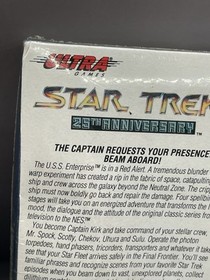 ULTRA
GAMES
STAR TREK
25TH ANNIVERSARY™
THE CAPTAIN REQUESTS YOUR PRESENCE
BEAM ABOARD!
The U.S.S. Enterprise™ is in a Red Alert. A tremendous blunder
warp experiment has created a rip in the fabric of space, catapulting
ship and crew across the galaxy beyond the Neutral Zone. The crip
ship must now boldly go back and repair the damage. Four spellbin
stages will take you on an energized adventure that transforms the
mood, the dialogue and the attitude of the original classic series fro
television to the NES™
You become Captain Kirk and take command of your stellar crew,
Mr. Spock, Scotty, Chekov, Uhura and Sulu. Operate the photon
torpedoes, hand phasers, tricorders, transporters and whatever it tak
see that your Star Fleet arrives safely in the Final Frontier. You'll see
familiar phrases and recognize scenes from your favorite Star Trek
episodes when you beam down to vast, unexplored planets,